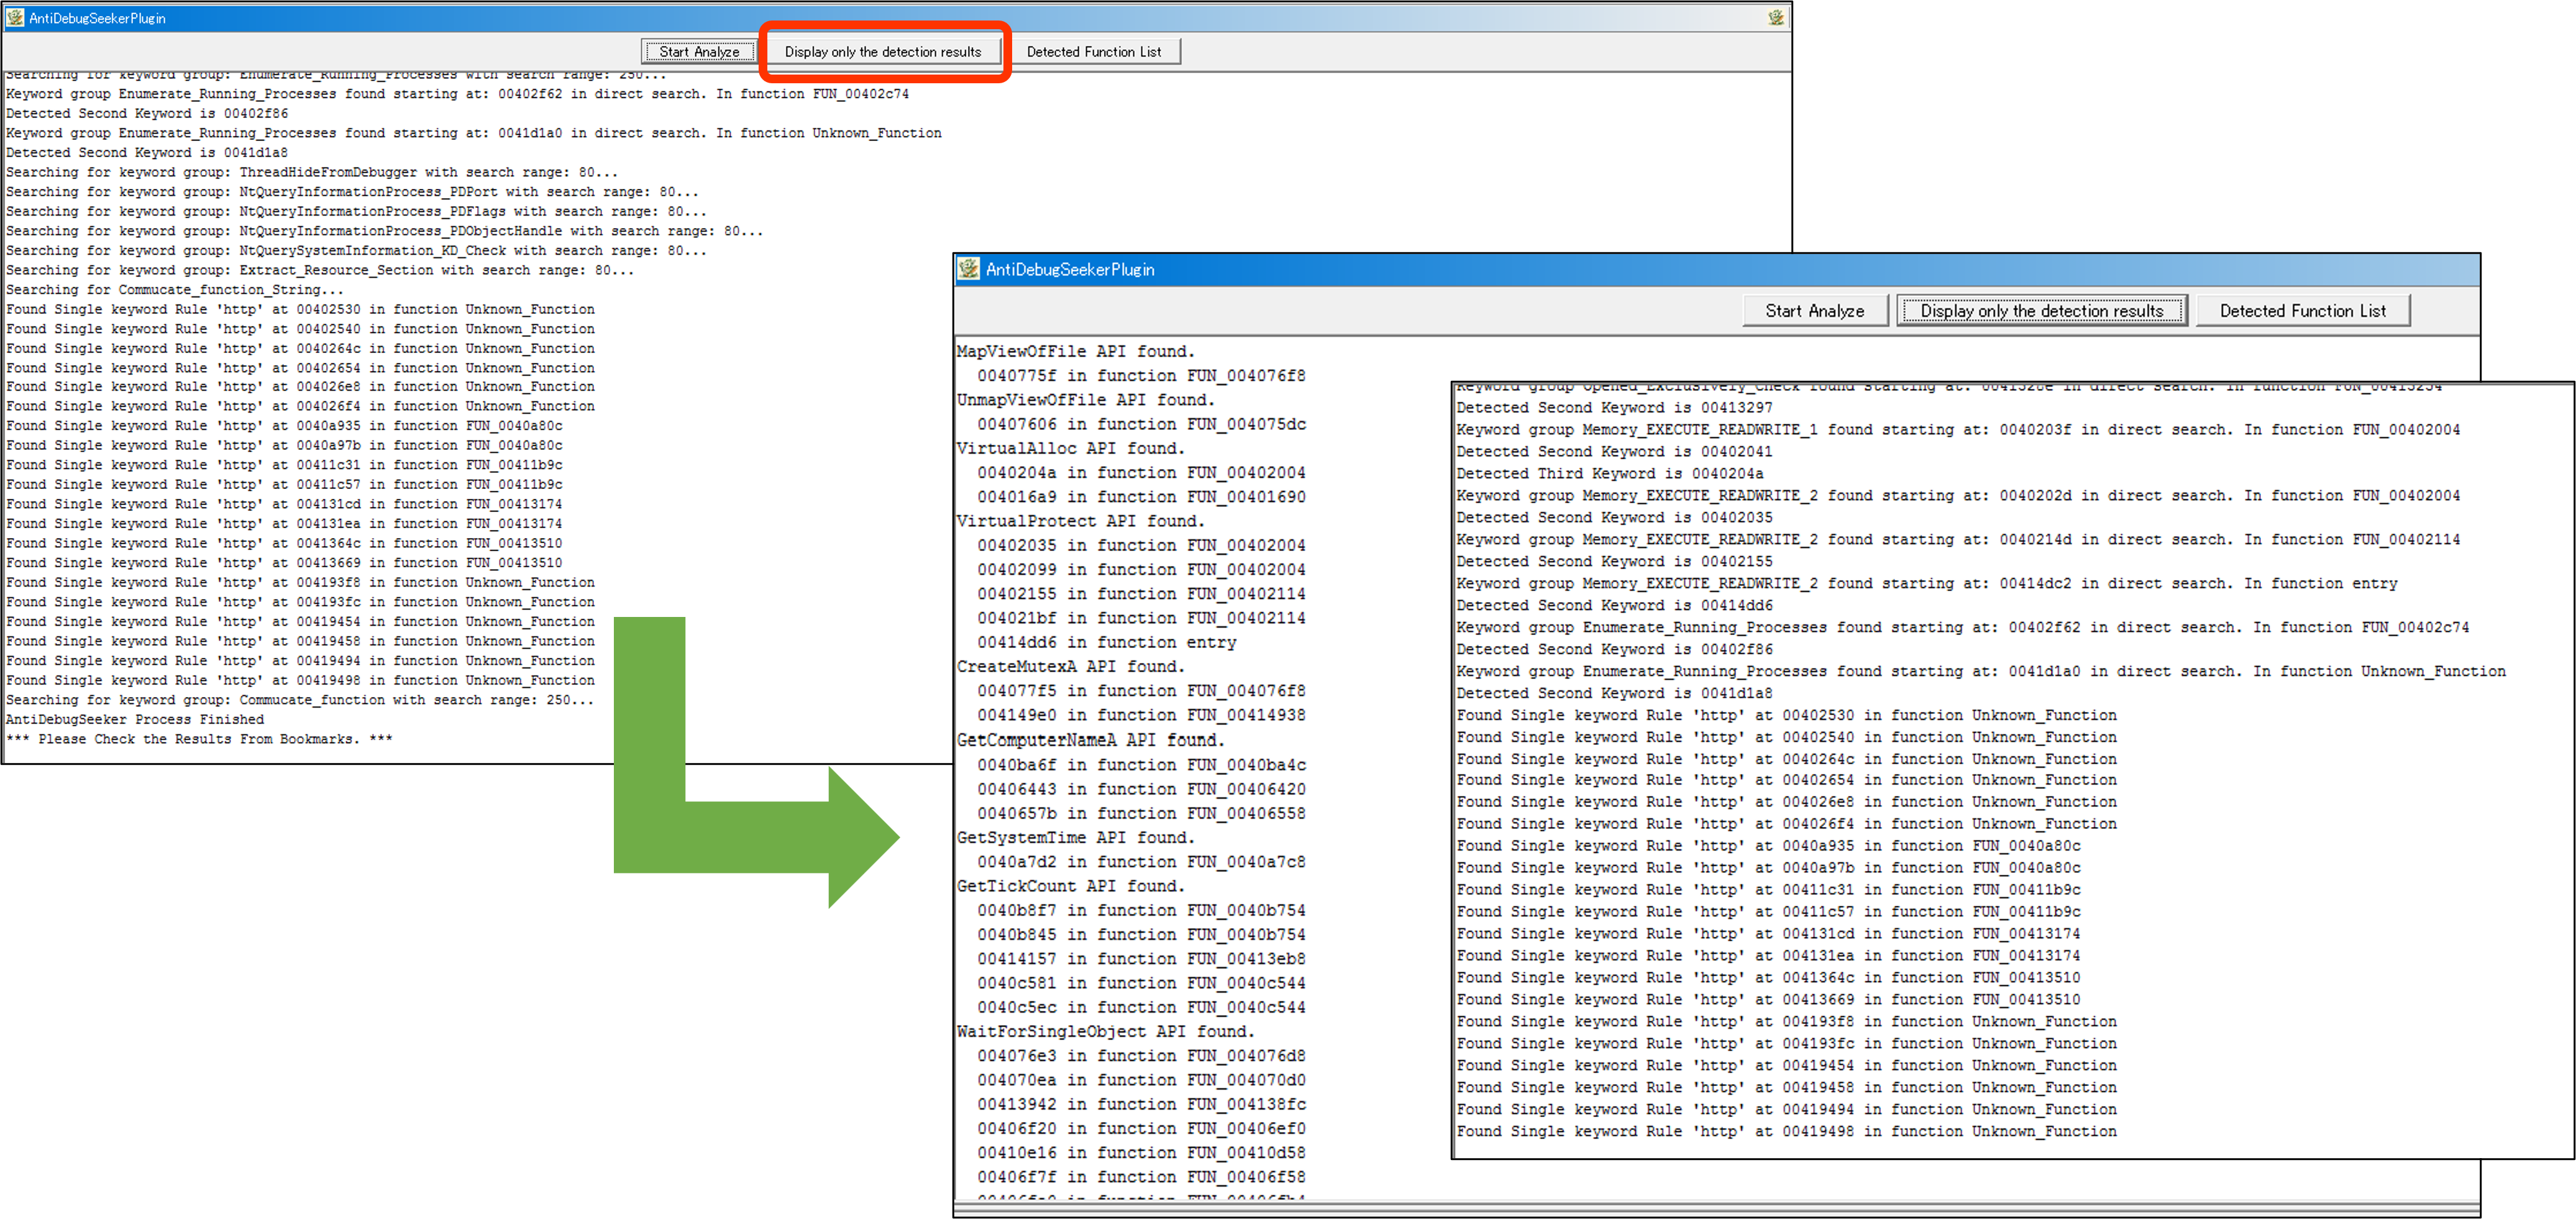 AntiDebugSeekerPlugin
Start Analyze
Display only the detection results
Detected Function List
Searching for keyword group: Enumerate_Running_Processes with search range: 250...
Keyword group Enumerate_Running_Processes found starting at: 00402f62 in direct search. In function FUN_00402c74
Detected Second Keyword is 00402f86
Keyword group Enumerate_Running_Processes found starting at: 0041d1a0 in direct search. In function Unknown_Function
Detected Second Keyword is 0041d1a8
Searching for keyword group: ThreadHideFromDebugger with search range: 80...
Searching for keyword group: NtQueryInformationProcess_PDPort with search range: 80...
Searching for keyword group: NtQueryInformationProcess_PDFlags with search range: 80...
Searching for keyword group: NtQueryInformationProcess_PDObjectHandle with search range: 80...
Searching for keyword group: NtQuerySystemInformation_KD_Check with search range: 80...
Searching for keyword group: Extract_Resource_Section with search range: 80...
Searching for Commucate_function_String...
Found Single keyword Rule 'http' at 00402530 in function Unknown_Function
Found Single keyword Rule 'http' at 00402540 in function Unknown_Function
Found Single keyword Rule 'http' at 0040264c in function Unknown_Function
Found Single keyword Rule 'http' at 00402654 in function Unknown_Function
Found Single keyword Rule 'http' at 004026e8 in function Unknown_Function
Found Single keyword Rule 'http' at 004026f4 in function Unknown_Function
Found Single keyword Rule 'http' at 0040a935 in function FUN_0040a80c
Found Single keyword Rule 'http' at 0040a97b in function FUN_0040a80c
Found Single keyword Rule 'http' at 00411c31 in function FUN_00411b9c
Found Single keyword Rule 'http' at 00411c57 in function FUN_00411b9c
Found Single keyword Rule 'http' at 004131cd in function FUN_00413174
Found Single keyword Rule 'http' at 004131ea in function FUN_00413174
Found Single keyword Rule 'http' at 0041364c in function FUN_00413510
Found Single keyword Rule 'http' at 00413669 in function FUN_00413510
Found Single keyword Rule 'http' at 004193f8 in function Unknown_Function
Found Single keyword Rule 'http' at 004193fc in function Unknown_Function
Found Single keyword Rule 'http' at 00419454 in function Unknown_Function
Found Single keyword Rule 'http' at 00419458 in function Unknown_Function
Found Single keyword Rule 'http' at 00419494 in function Unknown_Function
Found Single keyword Rule 'http' at 00419498 in function Unknown_Function
Searching for keyword group: Commucate_function with search range: 250...
AntiDebugSeeker Process Finished
*** Please Check the Results From Bookmarks. ***
AntiDebugSeekerPlugin
Start Analyze
Display only the detection results
Detected Function List
MapViewOfFile API found.
0040775f in function FUN_004076f8
UnmapViewOfFile API found.
00407606 in function FUN_004075dc
VirtualAlloc API found.
0040204a in function FUN_00402004
004016a9 in function FUN_00401690
VirtualProtect API found.
00402035 in function FUN_00402004
00402099 in function FUN_00402004
00402155 in function FUN_00402114
004021bf in function FUN_00402114
00414dd6 in function entry
CreateMutexA API found.
004077f5 in function FUN_004076f8
004149e0 in function FUN_00414938
GetComputerNameA API found.
0040ba6f in function FUN_0040ba4c
00406443 in function FUN_00406420
0040657b in function FUN_00406558
GetSystemTime API found.
0040a7d2 in function FUN_0040a7c8
GetTickCount API found.
0040b8f7 in function FUN_0040b754
0040b845 in function FUN_0040b754
00414157 in function FUN_00413eb8
0040c581 in function FUN_0040c544
0040c5ec in function FUN_0040c544
WaitForSingleObject API found.
004076e3 in function FUN_004076d8
004070ea in function FUN_004070d0
00413942 in function FUN_004138fc
00406f20 in function FUN_00406ef0
00410e16 in function FUN_00410d58
00406f7f in function FUN_00406f58
in function
Keyword group Opened_Exclusively_Check found starting at: 0041328e in direct search. In function FUN_00413254
Detected Second Keyword is 00413297
Keyword group Memory_EXECUTE_READWRITE_1 found starting at: 0040203f in direct search. In function FUN_00402004
Detected Second Keyword is 00402041
Detected Third Keyword is 0040204a
Keyword group Memory_EXECUTE_READWRITE_2 found starting at: 0040202d in direct search. In function FUN_00402004
Detected Second Keyword is 00402035
Keyword group Memory_EXECUTE_READWRITE_2 found starting at: 0040214d in direct search. In function FUN_00402114
Detected Second Keyword is 00402155
Keyword group Memory_EXECUTE_READWRITE_2 found starting at: 00414dc2 in direct search. In function entry
Detected Second Keyword is 00414dd6
Keyword group Enumerate_Running_Processes found starting at: 00402f62 in direct search. In function FUN_00402c74
Detected Second Keyword is 00402f86
Keyword group Enumerate_Running_Processes found starting at: 0041d1a0 in direct search. In function Unknown_Function
Detected Second Keyword is 0041d1a8
Found Single keyword Rule 'http' at 00402530 in function Unknown_Function
Found Single keyword Rule 'http' at 00402540 in function Unknown_Function
Found Single keyword Rule 'http' at 0040264c in function Unknown_Function
Found Single keyword Rule 'http' at 00402654 in function Unknown_Function
Found Single keyword Rule 'http' at 004026e8 in function Unknown_Function
Found Single keyword Rule 'http' at 004026f4 in function Unknown_Function
Found Single keyword Rule 'http' at 0040a935 in function FUN_0040a80c
Found Single keyword Rule 'http' at 0040a97b in function FUN_0040a80c
Found Single keyword Rule 'http' at 00411c31 in function FUN_00411b9c
Found Single keyword Rule 'http' at 00411c57 in function FUN_00411b9c
Found Single keyword Rule 'http' at 004131cd in function FUN_00413174
Found Single keyword Rule 'http' at 004131ea in function FUN_00413174
Found Single keyword Rule 'http' at 0041364c in function FUN_00413510
Found Single keyword Rule 'http' at 00413669 in function FUN_00413510
Found Single keyword Rule 'http' at 004193f8 in function Unknown_Function
Found Single keyword Rule 'http' at 004193fc in function Unknown_Function
Found Single keyword Rule 'http' at 00419454 in function Unknown_Function
Found Single keyword Rule 'http' at 00419458 in function Unknown_Function
Found Single keyword Rule 'http' at 00419494 in function Unknown_Function
Found Single keyword Rule 'http' at 00419498 in function Unknown_Function